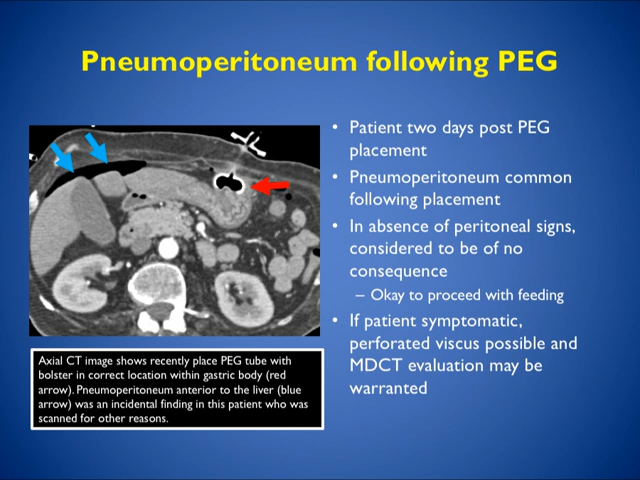 Pneumoperitoneum following PEG
• Patient two days post PEG
placement
• Pneumoperitoneum common
following placement
• In absence of peritoneal signs,
considered to be of no
consequence
– Okay to proceed with feeding
• If patient symptomatic,
perforated viscus possible and
MDCT evaluation may be
warranted
Axial CT image shows recently place PEG tube with
bolster in correct location within gastric body (red
arrow). Pneumoperitoneum anterior to the liver (blue
arrow) was an incidental finding in this patient who was
scanned for other reasons.